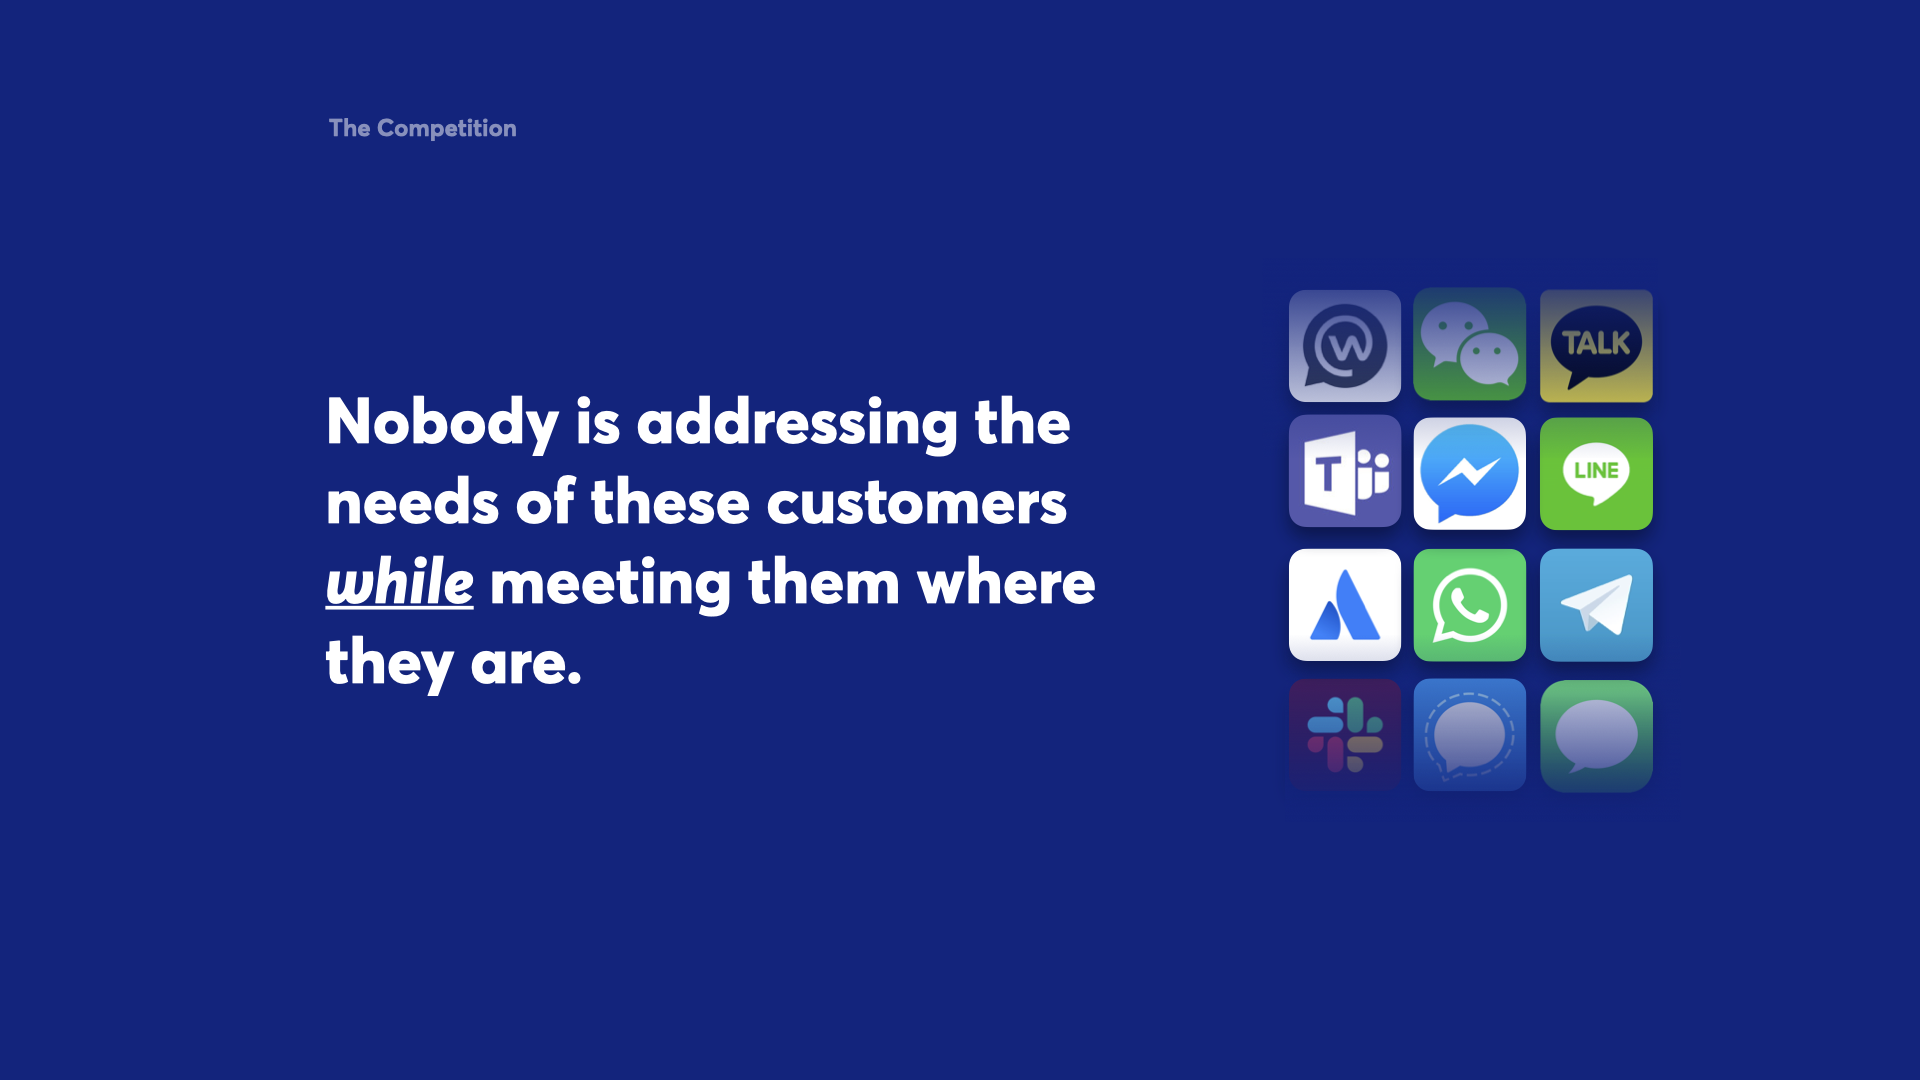 The Competition
Nobody is addressing the
needs of these customers
while meeting them where
they are.
W
TALK
T
LINE